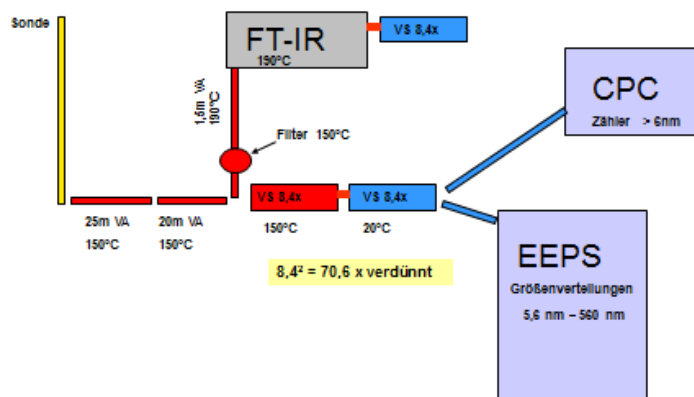 Sonde
FT-IR
190°C
VS 8,4x
1,5m VA
190°C
Filter 150°C
CPC
Zähler > 6nm
VS 8,4x
VS 8,4x
25m VA
150°C
20m VA
150°C
150°C
20°C
8,4² = 70,6 x verdünnt
EEPS
Größenverteilungen
5,6 nm – 560 nm